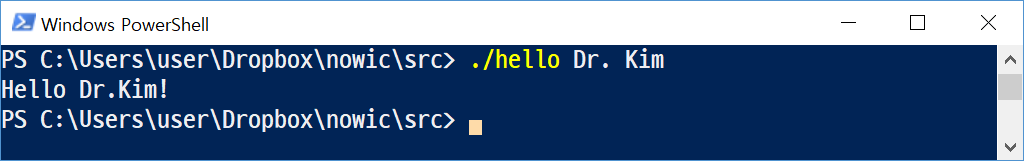 Windows PowerShell
PS C:\Users\user\Dropbox\nowic\src> ./hello Dr. Kim
Hello Dr.Kim!
PS C:\Users\user\Dropbox\nowic\src>